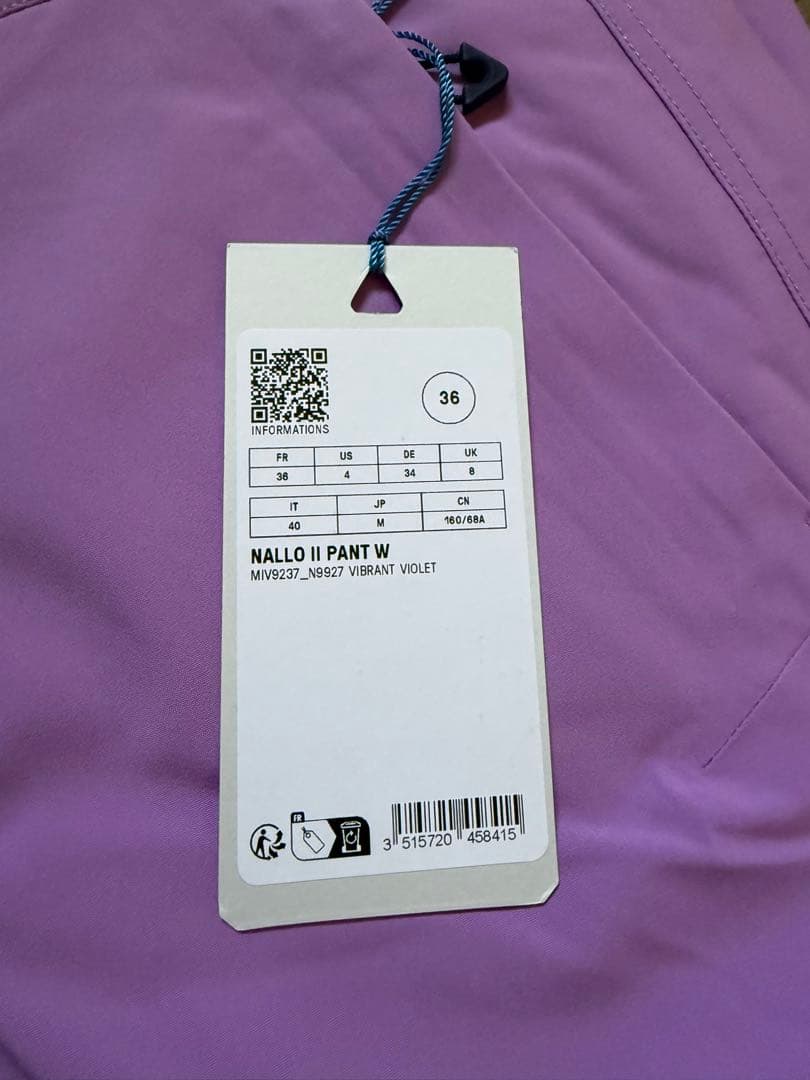 INFORMATIONS
36
FR US DE UK
36 4 34 8
IT JP CN
40 M 160/68A
NALLO II PANT W
MIV9237_N9927 VIBRANT VIOLET
FR
3 515720 458415